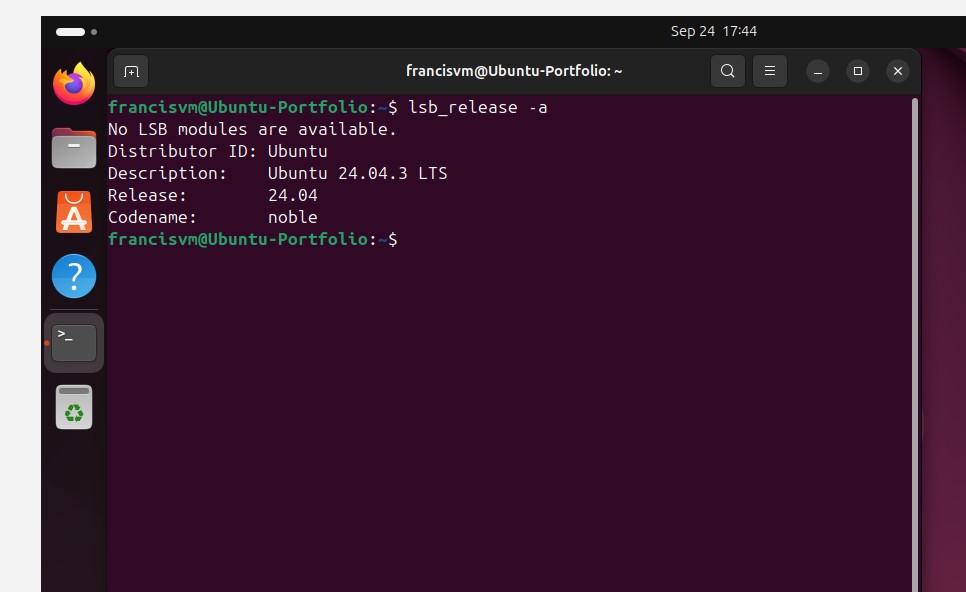 Sep 24 17:44
francisvm@Ubuntu-Portfolio: ~
francisvm@Ubuntu-Portfolio:~$ lsb_release -a
No LSB modules are available.
Distributor ID: Ubuntu
Description:    Ubuntu 24.04.3 LTS
Release:        24.04
Codename:       noble
francisvm@Ubuntu-Portfolio:~$